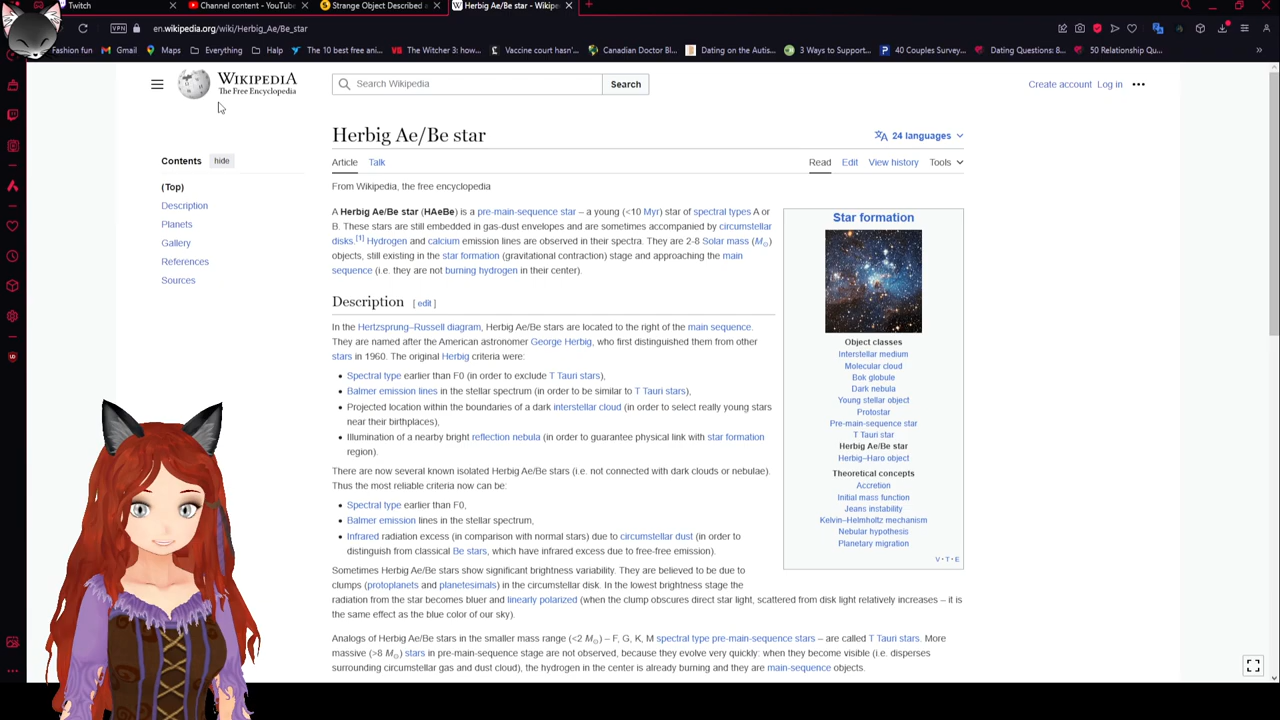 Twitch
Channel content - YouTube
Strange Object Described a
Herbig Ae/Be star - Wikipe
VPN
en.wikipedia.org/wiki/Herbig_Ae/Be_star
Fashion fun
Gmail
Maps
Everything
Halp
The 10 best free ani...
The Witcher 3: how...
Vaccine court hasn'...
Canadian Doctor Bl...
Dating on the Autis...
3 Ways to Support...
40 Couples Survey...
Dating Questions: 8...
50 Relationship Qu...
WIKIPEDIA
The Free Encyclopedia
Search Wikipedia
Search
Create account
Log in
Herbig Ae/Be star
24 languages
Contents
hide
(Top)
Description
Planets
Gallery
References
Sources
Article
Talk
Read
Edit
View history
Tools
From Wikipedia, the free encyclopedia
A Herbig Ae/Be star (HAeBe) is a pre-main-sequence star – a young (<10 Myr) star of spectral types A or
B. These stars are still embedded in gas-dust envelopes and are sometimes accompanied by circumstellar
disks.[1] Hydrogen and calcium emission lines are observed in their spectra. They are 2-8 Solar mass (M☉)
objects, still existing in the star formation (gravitational contraction) stage and approaching the main
sequence (i.e. they are not burning hydrogen in their center).
Description [ edit ]
In the Hertzsprung–Russell diagram, Herbig Ae/Be stars are located to the right of the main sequence.
They are named after the American astronomer George Herbig, who first distinguished them from other
stars in 1960. The original Herbig criteria were:
• Spectral type earlier than F0 (in order to exclude T Tauri stars),
• Balmer emission lines in the stellar spectrum (in order to be similar to T Tauri stars),
• Projected location within the boundaries of a dark interstellar cloud (in order to select really young stars
near their birthplaces),
• Illumination of a nearby bright reflection nebula (in order to guarantee physical link with star formation
region).
There are now several known isolated Herbig Ae/Be stars (i.e. not connected with dark clouds or nebulae).
Thus the most reliable criteria now can be:
• Spectral type earlier than F0,
• Balmer emission lines in the stellar spectrum,
• Infrared radiation excess (in comparison with normal stars) due to circumstellar dust (in order to
distinguish from classical Be stars, which have infrared excess due to free-free emission).
Sometimes Herbig Ae/Be stars show significant brightness variability. They are believed to be due to
clumps (protoplanets and planetesimals) in the circumstellar disk. In the lowest brightness stage the
radiation from the star becomes bluer and linearly polarized (when the clump obscures direct star light, scattered from disk light relatively increases – it is
the same effect as the blue color of our sky).
Analogs of Herbig Ae/Be stars in the smaller mass range (<2 M☉) – F, G, K, M spectral type pre-main-sequence stars – are called T Tauri stars. More
massive (>8 M☉) stars in pre-main-sequence stage are not observed, because they evolve very quickly: when they become visible (i.e. disperses
surrounding circumstellar gas and dust cloud), the hydrogen in the center is already burning and they are main-sequence objects.
Star formation
Object classes
Interstellar medium
Molecular cloud
Bok globule
Dark nebula
Young stellar object
Protostar
Pre-main-sequence star
T Tauri star
Herbig Ae/Be star
Herbig–Haro object
Theoretical concepts
Accretion
Initial mass function
Jeans instability
Kelvin–Helmholtz mechanism
Nebular hypothesis
Planetary migration
V · T · E